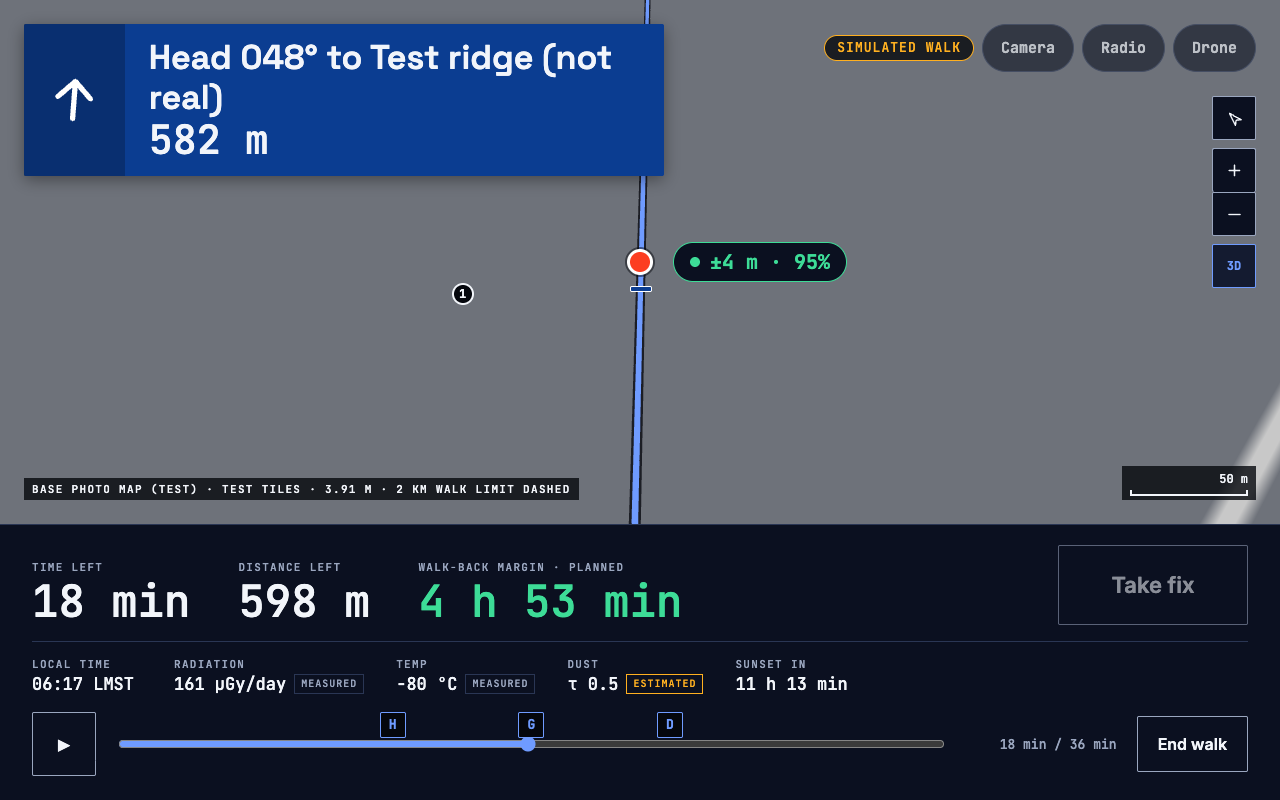 Head 048° to Test ridge (not
real)
582 m
SIMULATED WALK
Camera
Radio
Drone
+
−
3D
±4 m · 95%
1
BASE PHOTO MAP (TEST) · TEST TILES · 3.91 M · 2 KM WALK LIMIT DASHED
50 m
TIME LEFT
18 min
DISTANCE LEFT
598 m
WALK-BACK MARGIN · PLANNED
4 h 53 min
Take fix
LOCAL TIME
06:17 LMST
RADIATION
161 μGy/day MEASURED
TEMP
-80 °C MEASURED
DUST
τ 0.5 ESTIMATED
SUNSET IN
11 h 13 min
H
G
D
18 min / 36 min
End walk